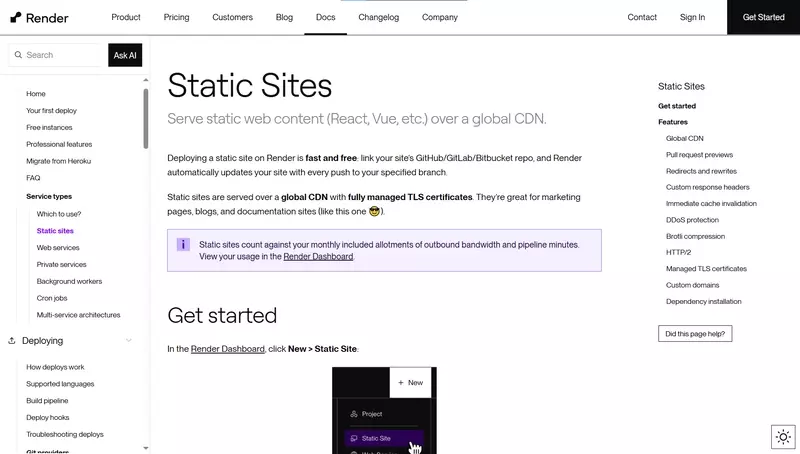 Render
Product
Pricing
Customers
Blog
Docs
Changelog
Company
Contact
Sign In
Get Started
Search
Ask AI
Home
Your first deploy
Free instances
Professional features
Migrate from Heroku
FAQ
Service types
Which to use?
Static sites
Web services
Private services
Background workers
Cron jobs
Multi-service architectures
Deploying
How deploys work
Supported languages
Build pipeline
Deploy hooks
Troubleshooting deploys
Git providers
Static Sites
Serve static web content (React, Vue, etc.) over a global CDN.
Deploying a static site on Render is fast and free: link your site's GitHub/GitLab/Bitbucket repo, and Render
automatically updates your site with every push to your specified branch.
Static sites are served over a global CDN with fully managed TLS certificates. They're great for marketing
pages, blogs, and documentation sites (like this one 😎).
Static sites count against your monthly included allotments of outbound bandwidth and pipeline minutes.
View your usage in the Render Dashboard.
Get started
In the Render Dashboard, click New > Static Site:
+ New
Project
Static Site
Static Sites
Get started
Features
Global CDN
Pull request previews
Redirects and rewrites
Custom response headers
Immediate cache invalidation
DDoS protection
Brotli compression
HTTP/2
Managed TLS certificates
Custom domains
Dependency installation
Did this page help?